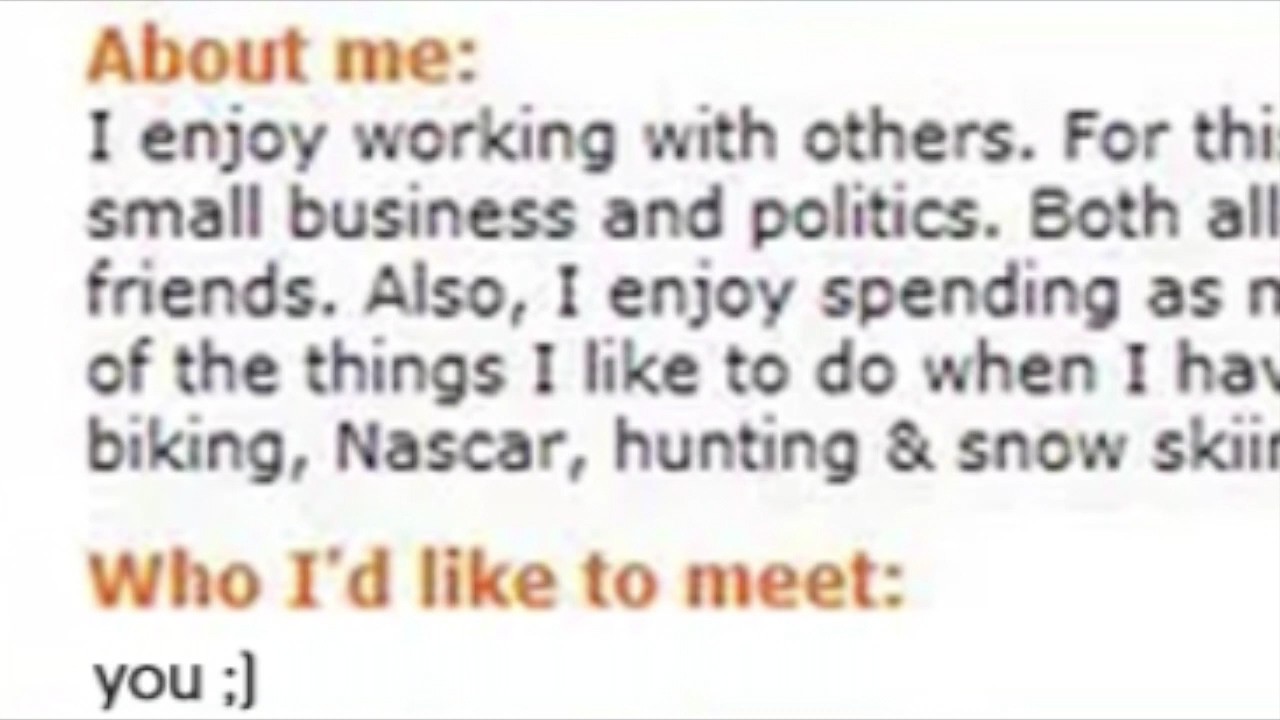 About me:
I enjoy working with others. For
small business and politics. Both
friends. Also, I enjoy spending as
of the things I like to do when I
biking, Nascar, hunting & snow
Who I'd like to meet:
you ;)